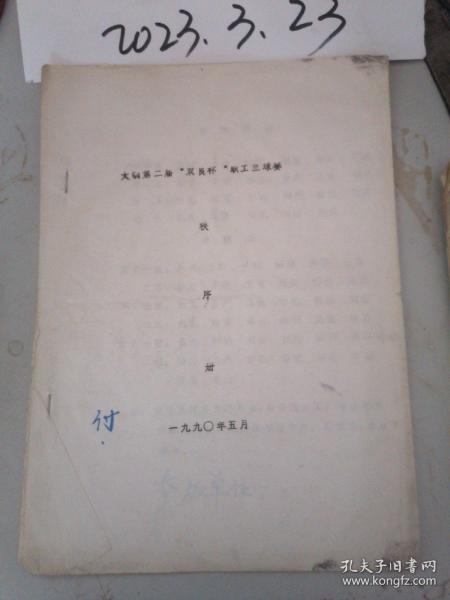 2023.3.23
大钢第二届“双良杯”职工三球赛
秩
序
册
付
一九九〇年五月
孔夫子旧书网
www.kongfz.com